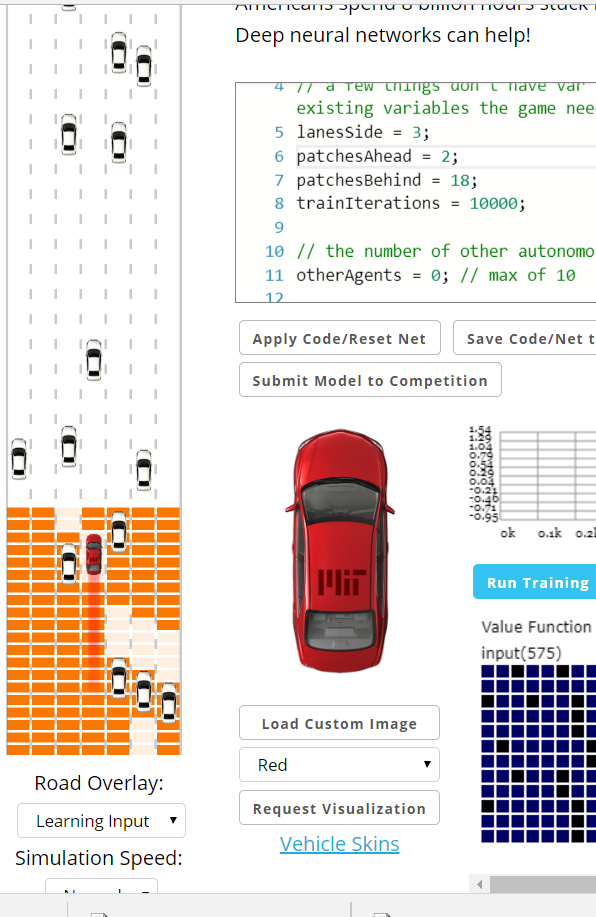 Americans spend 8 billion hours stuck
Deep neural networks can help!
4 // a few things don't have var
existing variables the game nee
5 lanesSide = 3;
6 patchesAhead = 2;
7 patchesBehind = 18;
8 trainIterations = 10000;
9
10 // the number of other autonomo
11 otherAgents = 0; // max of 10
12
Apply Code/Reset Net
Save Code/Net t
Submit Model to Competition
1.54
1.29
1.04
0.79
0.54
0.29
0.04
-0.21
-0.46
-0.71
-0.95
0k 0.1k 0.2
MIT
Run Training
Value Function
input(575)
Load Custom Image
Red
Request Visualization
Vehicle Skins
Road Overlay:
Learning Input
Simulation Speed: